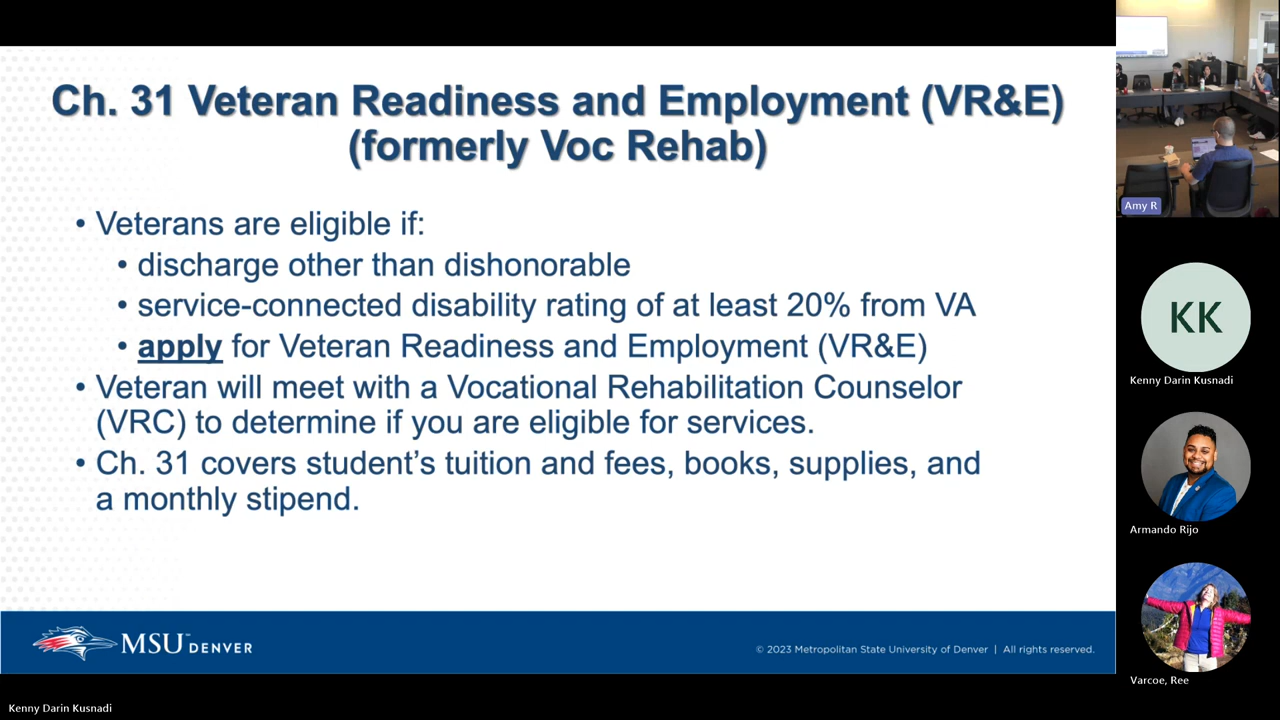 Ch. 31 Veteran Readiness and Employment (VR&E)
(formerly Voc Rehab)
• Veterans are eligible if:
• discharge other than dishonorable
• service-connected disability rating of at least 20% from VA
• apply for Veteran Readiness and Employment (VR&E)
• Veteran will meet with a Vocational Rehabilitation Counselor
(VRC) to determine if you are eligible for services.
• Ch. 31 covers student’s tuition and fees, books, supplies, and
a monthly stipend.
MSU DENVER
© 2023 Metropolitan State University of Denver | All rights reserved.
Amy R
KK
Kenny Darin Kusnadi
Armando Rijo
Varcoe, Ree
Kenny Darin Kusnadi